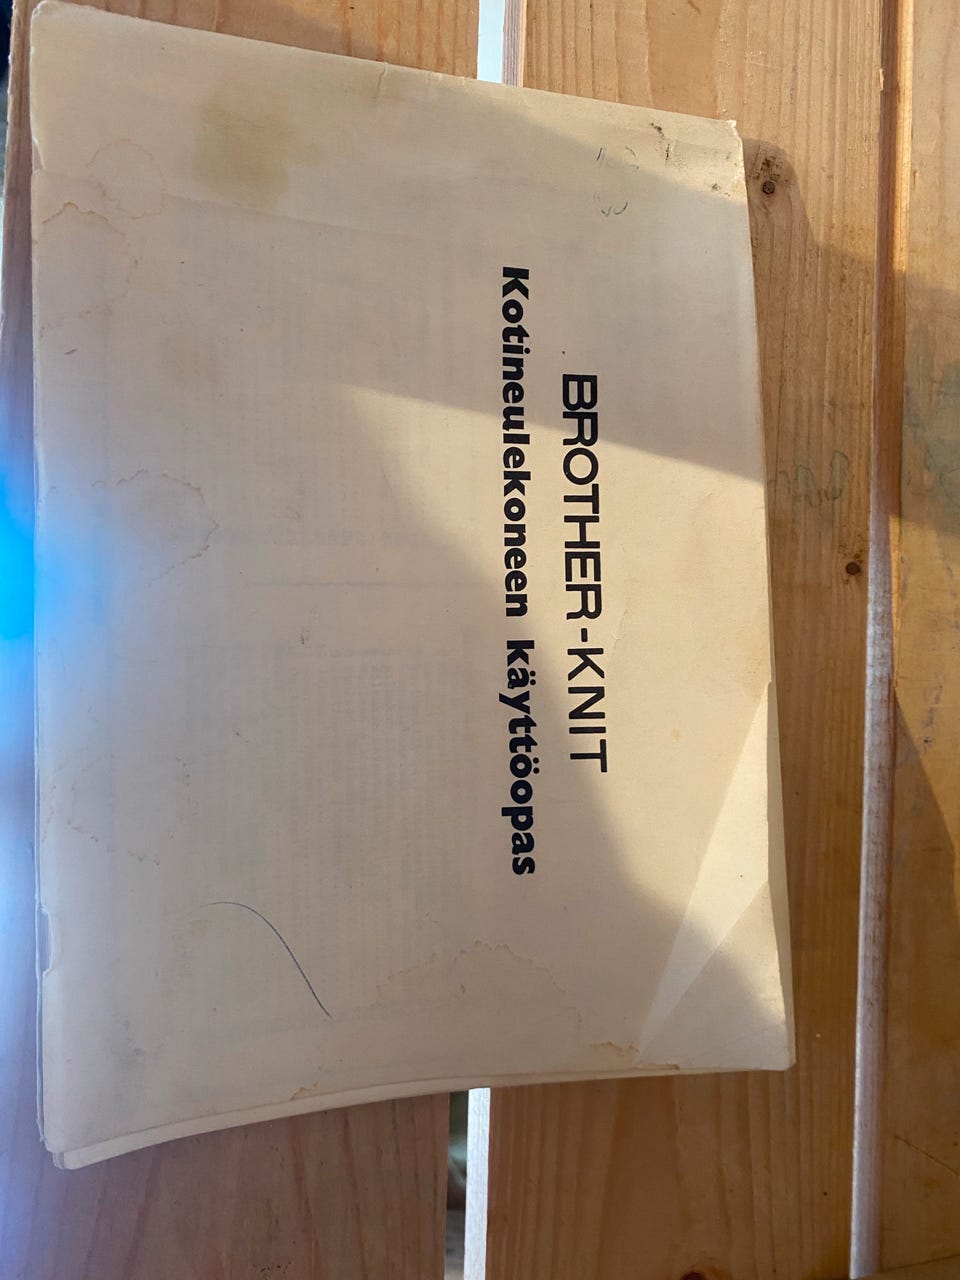 BROTHER-KNIT
Kotineulekoneen käyttöopas